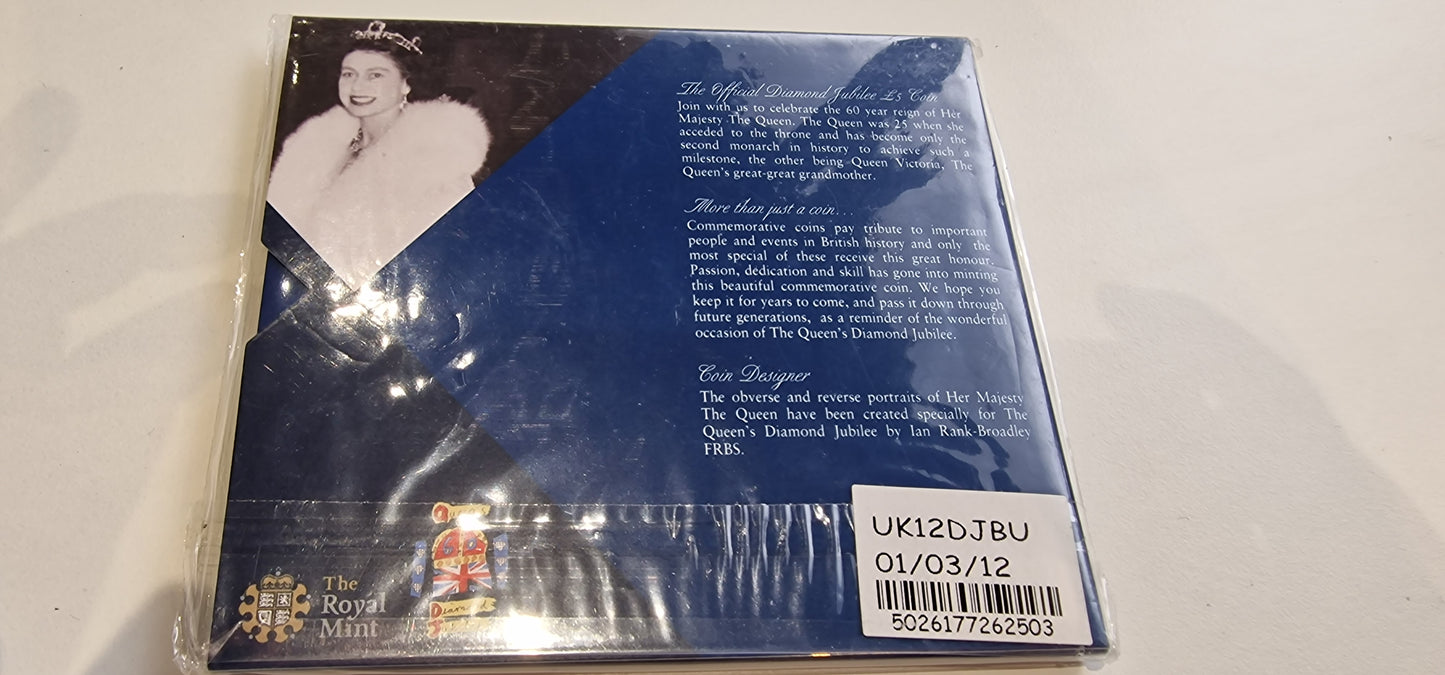 The Official Diamond Jubilee £5 Coin
Join with us to celebrate the 60 year reign of Her
Majesty The Queen. The Queen was 25 when she
acceded to the throne and has become only the
second monarch in history to achieve such a
milestone, the other being Queen Victoria, The
Queen's great-great grandmother.
More than just a coin...
Commemorative coins pay tribute to important
people and events in British history and only the
most special of these receive this great honour.
Passion, dedication and skill has gone into minting
this beautiful commemorative coin. We hope you
keep it for years to come, and pass it down through
future generations, as a reminder of the wonderful
occasion of The Queen's Diamond Jubilee.
Coin Designer
The obverse and reverse portraits of Her Majesty
The Queen have been created specially for The
Queen's Diamond Jubilee by Ian Rank-Broadley
FRBS.
The
Royal
Mint
Diamond
UK12DJBU
01/03/12
5026177262503